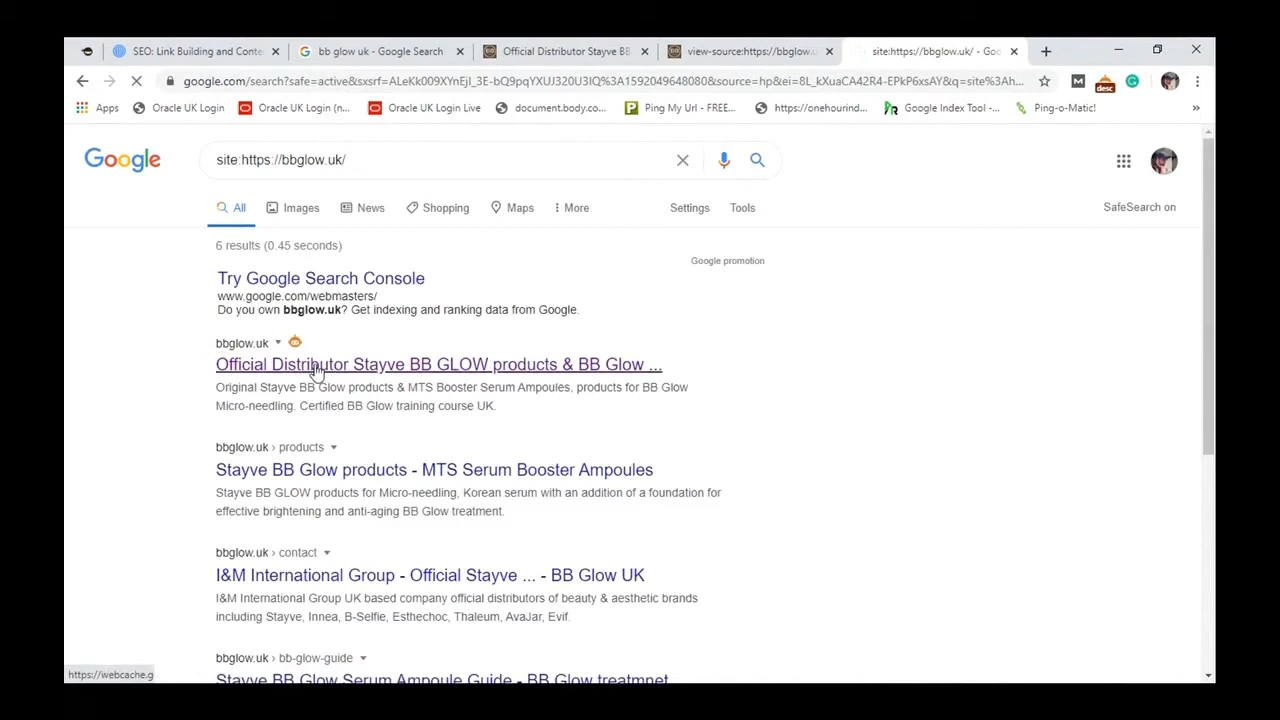 SEO: Link Building and Conte
bb glow uk - Google Search
Official Distributor Stayve BB
view-source:https://bbglow.u
site:https://bbglow.uk/ - Goo
google.com/search?safe=active&sxsrf=ALeKk009XYnEjI_3E-bQ9pqYXUJ320U3IQ%3A1592049648080&source=hp&ei=8L_kXuaCA42R4-EPkP6xsAY&q=site%3Ah...
Apps
Oracle UK Login
Oracle UK Login (n...
Oracle UK Login Live
document.body.co...
Ping My Url - FREE...
https://onehourind...
Google Index Tool -...
Ping-o-Matic!
»
desc
Google
site:https://bbglow.uk/
All
Images
News
Shopping
Maps
More
Settings
Tools
SafeSearch on
6 results (0.45 seconds)
Google promotion
Try Google Search Console
www.google.com/webmasters/
Do you own bbglow.uk? Get indexing and ranking data from Google.
bbglow.uk
Official Distributor Stayve BB GLOW products & BB Glow ...
Original Stayve BB Glow products & MTS Booster Serum Ampoules, products for BB Glow
Micro-needling. Certified BB Glow training course UK.
bbglow.uk › products
Stayve BB Glow products - MTS Serum Booster Ampoules
Stayve BB GLOW products for Micro-needling, Korean serum with an addition of a foundation for
effective brightening and anti-aging BB Glow treatment.
bbglow.uk › contact
I&M International Group - Official Stayve ... - BB Glow UK
I&M International Group UK based company official distributors of beauty & aesthetic brands
including Stayve, Innea, B-Selfie, Esthechoc, Thaleum, AvaJar, Evif.
bbglow.uk › bb-glow-guide
Stayve BB Glow Serum Ampoule Guide - BB Glow treatmnet
https://webcache.g